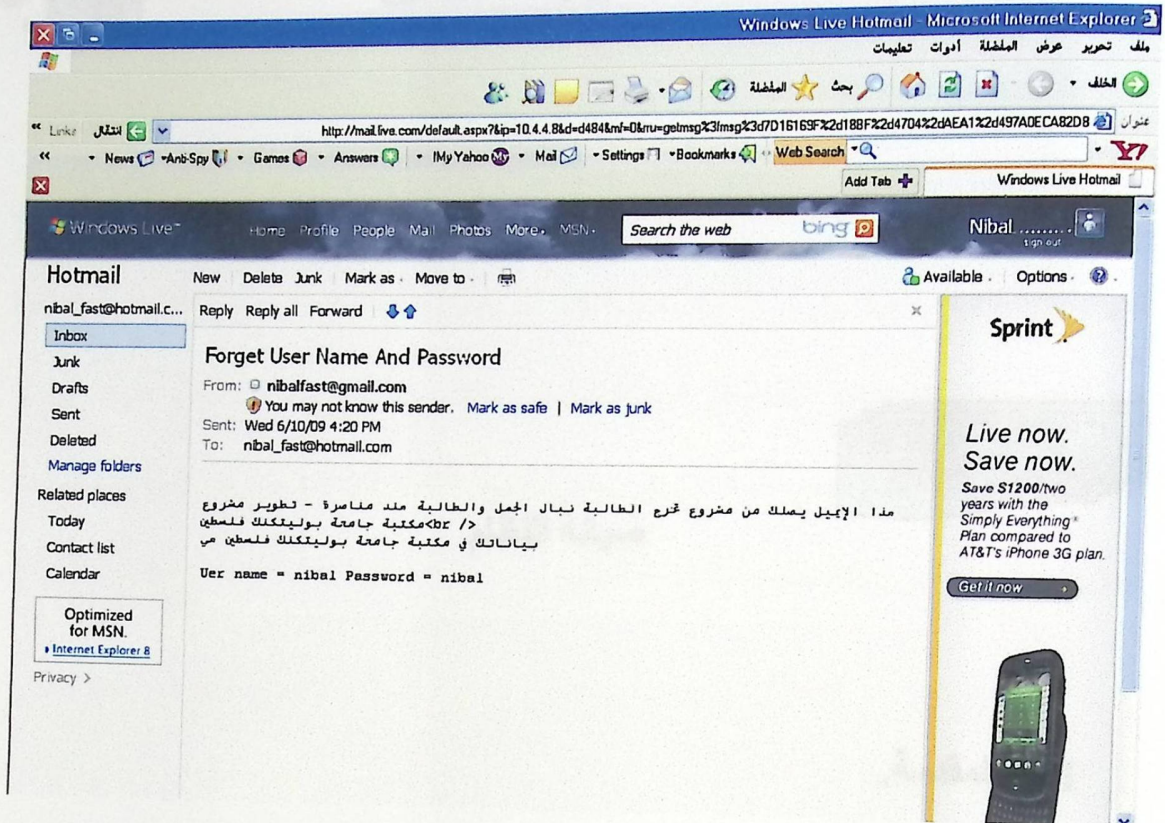 Windows Live Hotmail - Microsoft Internet Explorer
ملف تحرير عرض المفضلة أدوات تعليمات
الخلف بحث المفضلة
عنوان http://mail.live.com/default.aspx?&ip=10.4.4.8&d=d484&mf=0&rru=getmsg%3fmsg%3d7D16169F%2d188F%2d4704%2dAEA1%2d497A0ECA82D8 انتقال Links
News Anti-Spy Games Answers My Yahoo Mail Settings Bookmarks Web Search Y7
Add Tab Windows Live Hotmail
Windows Live™ Home Profile People Mail Photos More MSN Search the web bing Nibal.........
sign out
Hotmail New Delete Junk Mark as Move to Available Options
nibal_fast@hotmail.c... Reply Reply all Forward
Inbox
Junk
Drafts
Sent
Deleted
Manage folders
Related places
Today
Contact list
Calendar
Optimized
for MSN.
Internet Explorer 8
Privacy >
Forget User Name And Password
From: nibalfast@gmail.com
You may not know this sender. Mark as safe | Mark as junk
Sent: Wed 6/10/09 4:20 PM
To: nibal_fast@hotmail.com
هذا الإيميل يصلك من مشروع تخرج الطالبة نبال الجمل والطالبة هند مناصرة - تطوير مشروع
مكتبة جامعة بوليتكنك فلسطين<br />
بياناتك في مكتبة جامعة بوليتكنك فلسطين هي
Uer name = nibal Password = nibal
Sprint
Live now.
Save now.
Save $1200/two
years with the
Simply Everything®
Plan compared to
AT&T's iPhone 3G plan.
Get it now